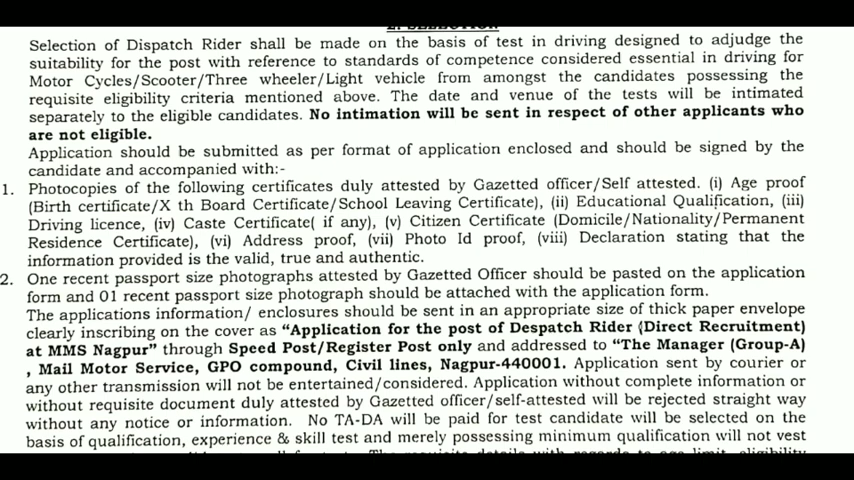 2. SELECTION
Selection of Dispatch Rider shall be made on the basis of test in driving designed to adjudge the
suitability for the post with reference to standards of competence considered essential in driving for
Motor Cycles/Scooter/Three wheeler/Light vehicle from amongst the candidates possessing the
requisite eligibility criteria mentioned above. The date and venue of the tests will be intimated
separately to the eligible candidates. No intimation will be sent in respect of other applicants who
are not eligible.
Application should be submitted as per format of application enclosed and should be signed by the
candidate and accompanied with:-
1. Photocopies of the following certificates duly attested by Gazetted officer/Self attested. (i) Age proof
(Birth certificate/X th Board Certificate/School Leaving Certificate), (ii) Educational Qualification, (iii)
Driving licence, (iv) Caste Certificate( if any), (v) Citizen Certificate (Domicile/Nationality/Permanent
Residence Certificate), (vi) Address proof, (vii) Photo Id proof, (viii) Declaration stating that the
information provided is the valid, true and authentic.
2. One recent passport size photographs attested by Gazetted Officer should be pasted on the application
form and 01 recent passport size photograph should be attached with the application form.
The applications information/ enclosures should be sent in an appropriate size of thick paper envelope
clearly inscribing on the cover as “Application for the post of Despatch Rider (Direct Recruitment)
at MMS Nagpur” through Speed Post/Register Post only and addressed to “The Manager (Group-A)
, Mail Motor Service, GPO compound, Civil lines, Nagpur-440001. Application sent by courier or
any other transmission will not be entertained/considered. Application without complete information or
without requisite document duly attested by Gazetted officer/self-attested will be rejected straight way
without any notice or information. No TA-DA will be paid for test candidate will be selected on the
basis of qualification, experience & skill test and merely possessing minimum qualification will not vest
The requisite details with regards to age limit, eligibility